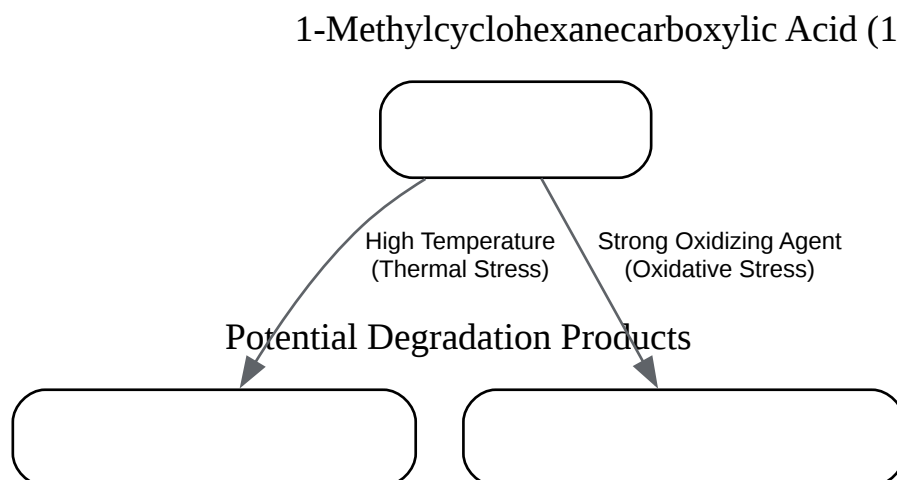 1-Methylcyclohexanecarboxylic Acid (1
High Temperature
(Thermal Stress)
Strong Oxidizing Agent
(Oxidative Stress)
Potential Degradation Products